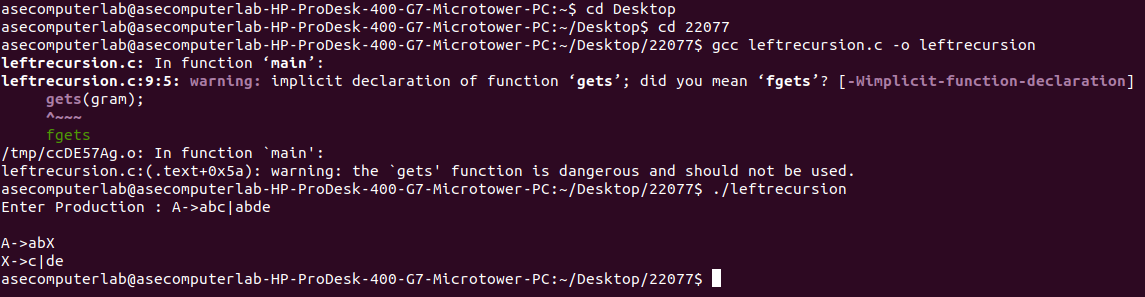 asecomputerlab@asecomputerlab-HP-ProDesk-400-G7-Microtower-PC:~$ cd Desktop
asecomputerlab@asecomputerlab-HP-ProDesk-400-G7-Microtower-PC:~/Desktop$ cd 22077
asecomputerlab@asecomputerlab-HP-ProDesk-400-G7-Microtower-PC:~/Desktop/22077$ gcc leftrecursion.c -o leftrecursion
leftrecursion.c: In function ‘main’:
leftrecursion.c:9:5: warning: implicit declaration of function ‘gets’; did you mean ‘fgets’? [-Wimplicit-function-declaration]
     gets(gram);
     ^~~~
     fgets
/tmp/ccDE57Ag.o: In function `main':
leftrecursion.c:(.text+0x5a): warning: the `gets' function is dangerous and should not be used.
asecomputerlab@asecomputerlab-HP-ProDesk-400-G7-Microtower-PC:~/Desktop/22077$ ./leftrecursion
Enter Production : A->abc|abde

A->abX
X->c|de
asecomputerlab@asecomputerlab-HP-ProDesk-400-G7-Microtower-PC:~/Desktop/22077$